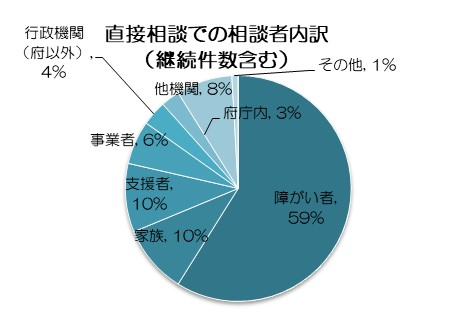 直接相談での相談者内訳
(継続件数含む)
行政機関
(府以外),
4%
その他, 1%
他機関, 8%
府庁内, 3%
事業者, 6%
支援者,
10%
家族, 10%
障がい者,
59%